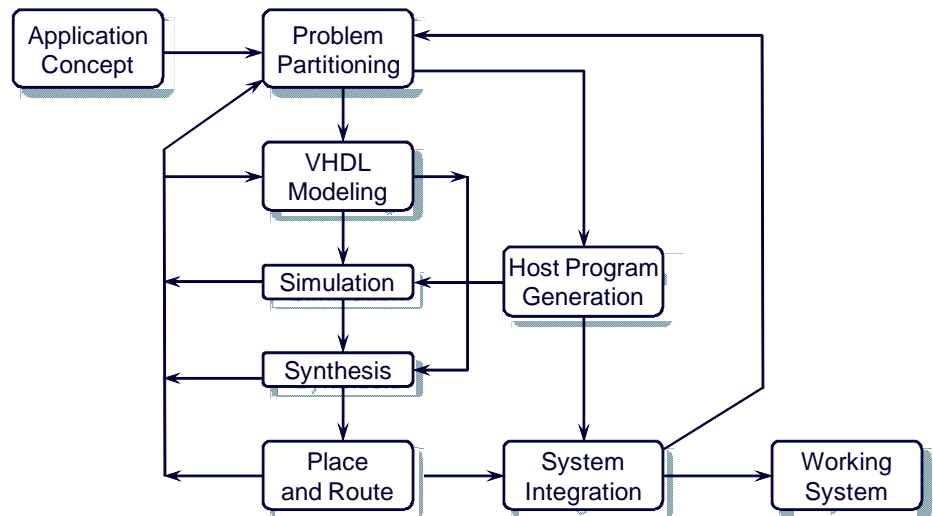 Application
Concept
Problem
Partitioning
VHDL
Modeling
Simulation
Host Program
Generation
Synthesis
Place
and Route
System
Integration
Working
System